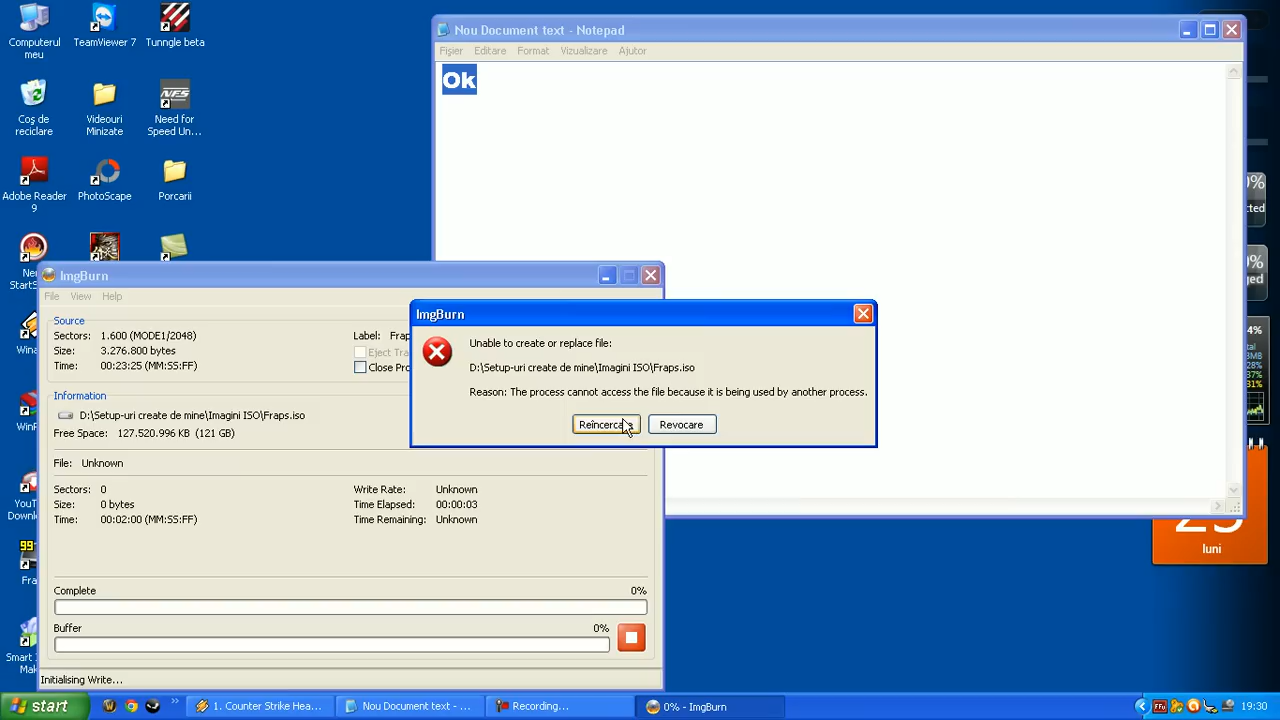 Computerul
meu
TeamViewer 7
Tunngle beta
Coş de
reciclare
Videouri
Minizate
NFS
Need for
Speed Un...
Adobe Reader
9
PhotoScape
Porcarii
Nou Document text - Notepad
Fişier Editare Format Vizualizare Ajutor
Ok
ImgBurn
File View Help
Source
Sectors: 1.600 (MODE1/2048)
Size: 3.276.800 bytes
Time: 00:23:25 (MM:SS:FF)
Label: Frap
Eject Tra
Close Pro
Information
D:\Setup-uri create de mine\Imagini ISO\Fraps.iso
Free Space: 127.520.996 KB (121 GB)
File: Unknown
Sectors: 0
Size: 0 bytes
Time: 00:02:00 (MM:SS:FF)
Write Rate: Unknown
Time Elapsed: 00:00:03
Time Remaining: Unknown
Complete 0%
Buffer 0%
Initialising Write...
ImgBurn
Unable to create or replace file:
D:\Setup-uri create de mine\Imagini ISO\Fraps.iso
Reason: The process cannot access the file because it is being used by another process.
Reîncercare Revocare
luni
start
1. Counter Strike Hea...
Nou Document text - ...
Recording...
0% - ImgBurn
19:30